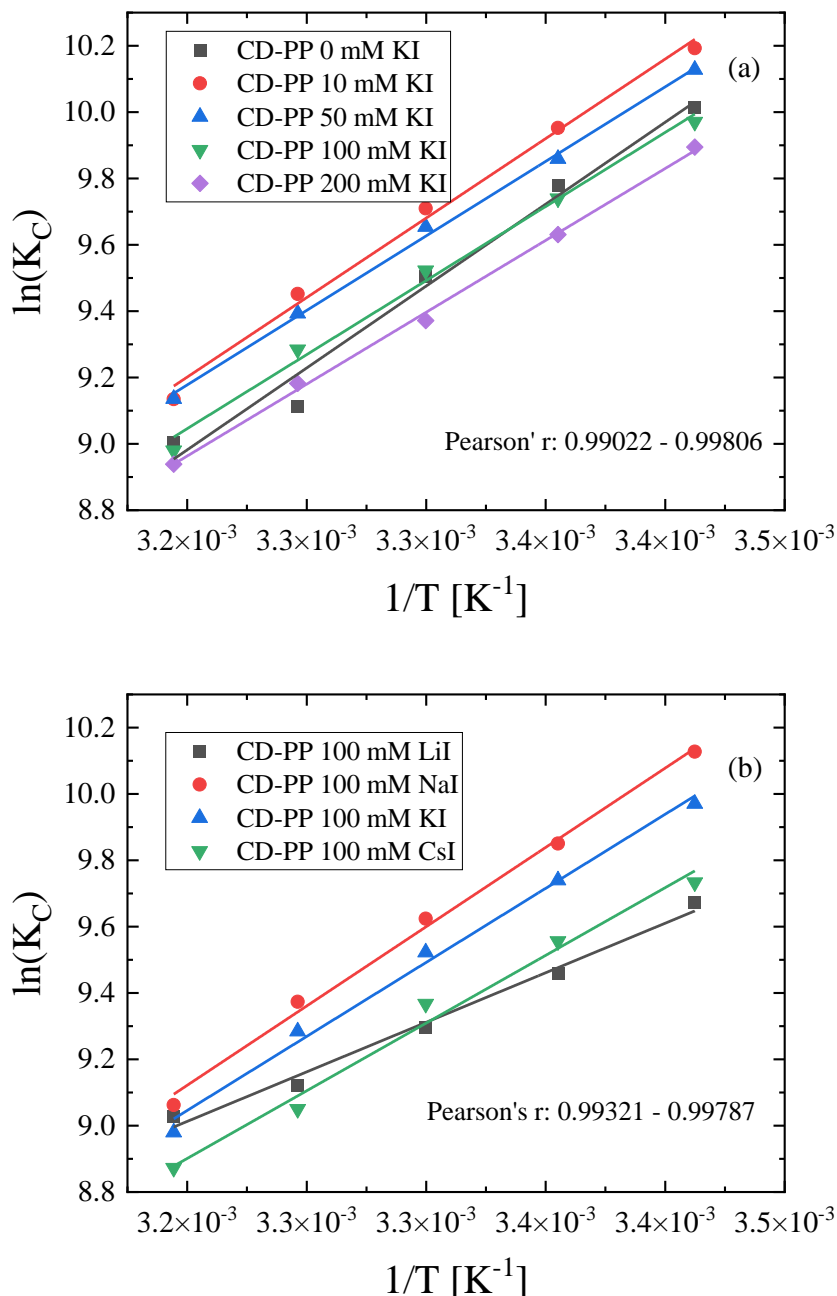 10.2
10.0
9.8
9.6
9.4
9.2
9.0
8.8
ln(K_C)
CD-PP 0 mM KI
CD-PP 10 mM KI
CD-PP 50 mM KI
CD-PP 100 mM KI
CD-PP 200 mM KI
(a)
Pearson' r: 0.99022 - 0.99806
3.2×10⁻³ 3.3×10⁻³ 3.3×10⁻³ 3.4×10⁻³ 3.4×10⁻³ 3.5×10⁻³
1/T [K⁻¹]
10.2
10.0
9.8
9.6
9.4
9.2
9.0
8.8
ln(K_C)
CD-PP 100 mM LiI
CD-PP 100 mM NaI
CD-PP 100 mM KI
CD-PP 100 mM CsI
(b)
Pearson's r: 0.99321 - 0.99787
3.2×10⁻³ 3.3×10⁻³ 3.3×10⁻³ 3.4×10⁻³ 3.4×10⁻³ 3.5×10⁻³
1/T [K⁻¹]